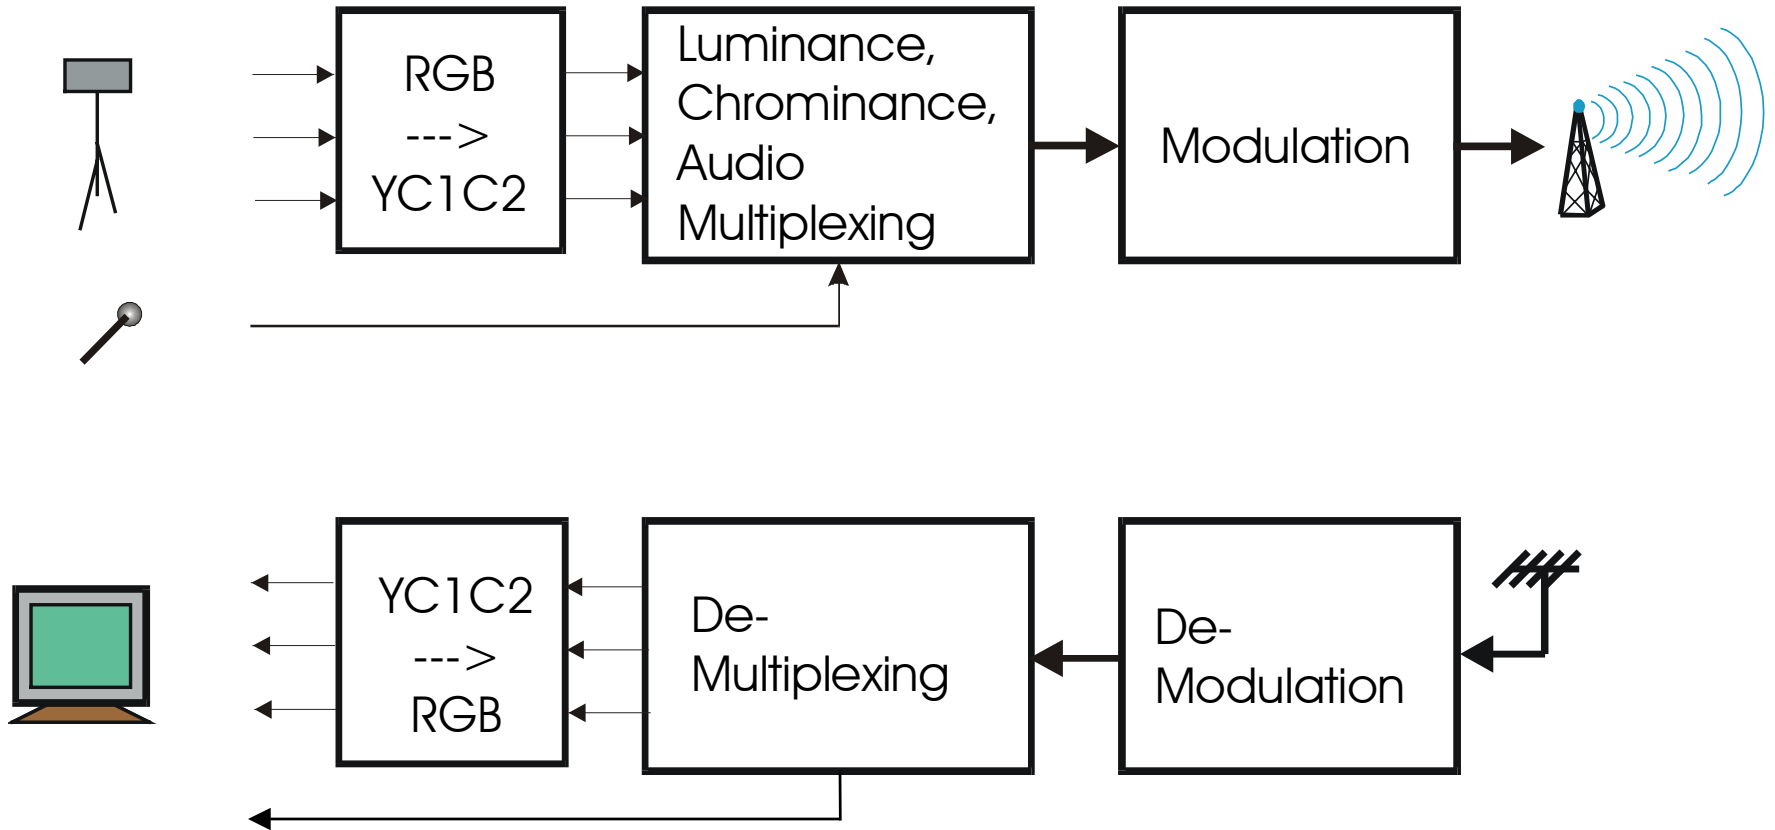 RGB
--->
YC1C2
Luminance,
Chrominance,
Audio
Multiplexing
Modulation
YC1C2
--->
RGB
De-
Multiplexing
De-
Modulation